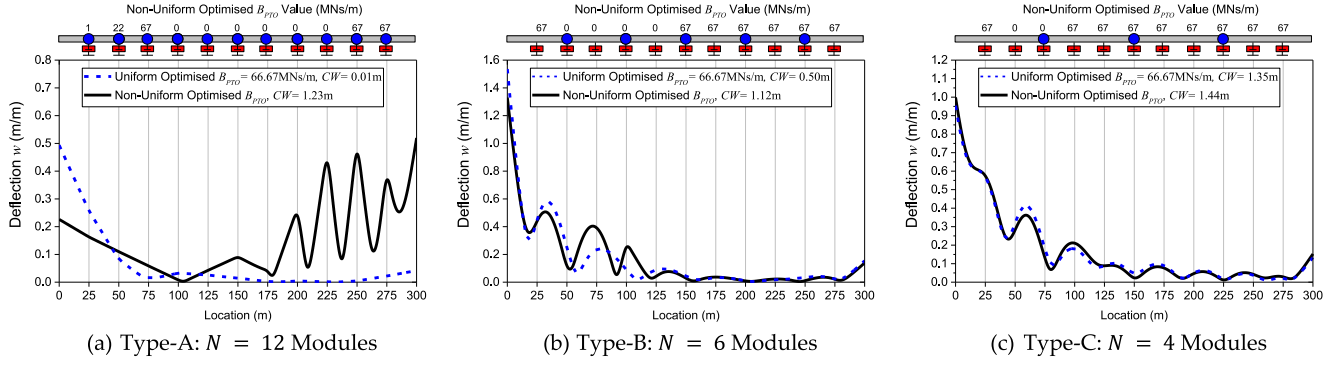 Non-Uniform Optimised B_PTO Value (MNs/m)
1 22 67 0 0 0 0 0 0 67 67
Uniform Optimised B_PTO = 66.67MNs/m, CW= 0.01m
Non-Uniform Optimised B_PTO, CW= 1.23m
Deflection w (m/m)
0.8
0.7
0.6
0.5
0.4
0.3
0.2
0.1
0.0
0 25 50 75 100 125 150 175 200 225 250 275 300
Location (m)
(a) Type-A: N = 12 Modules
Non-Uniform Optimised B_PTO Value (MNs/m)
67 0 0 0 0 67 67 67 67 67 67
Uniform Optimised B_PTO = 66.67MNs/m, CW= 0.50m
Non-Uniform Optimised B_PTO, CW= 1.12m
Deflection w (m/m)
1.6
1.4
1.2
1.0
0.8
0.6
0.4
0.2
0.0
0 25 50 75 100 125 150 175 200 225 250 275 300
Location (m)
(b) Type-B: N = 6 Modules
Non-Uniform Optimised B_PTO Value (MNs/m)
67 0 0 67 67 67 67 67 67 67 67
Uniform Optimised B_PTO = 66.67MNs/m, CW= 1.35m
Non-Uniform Optimised B_PTO, CW= 1.44m
Deflection w (m/m)
1.2
1.1
1.0
0.9
0.8
0.7
0.6
0.5
0.4
0.3
0.2
0.1
0.0
0 25 50 75 100 125 150 175 200 225 250 275 300
Location (m)
(c) Type-C: N = 4 Modules